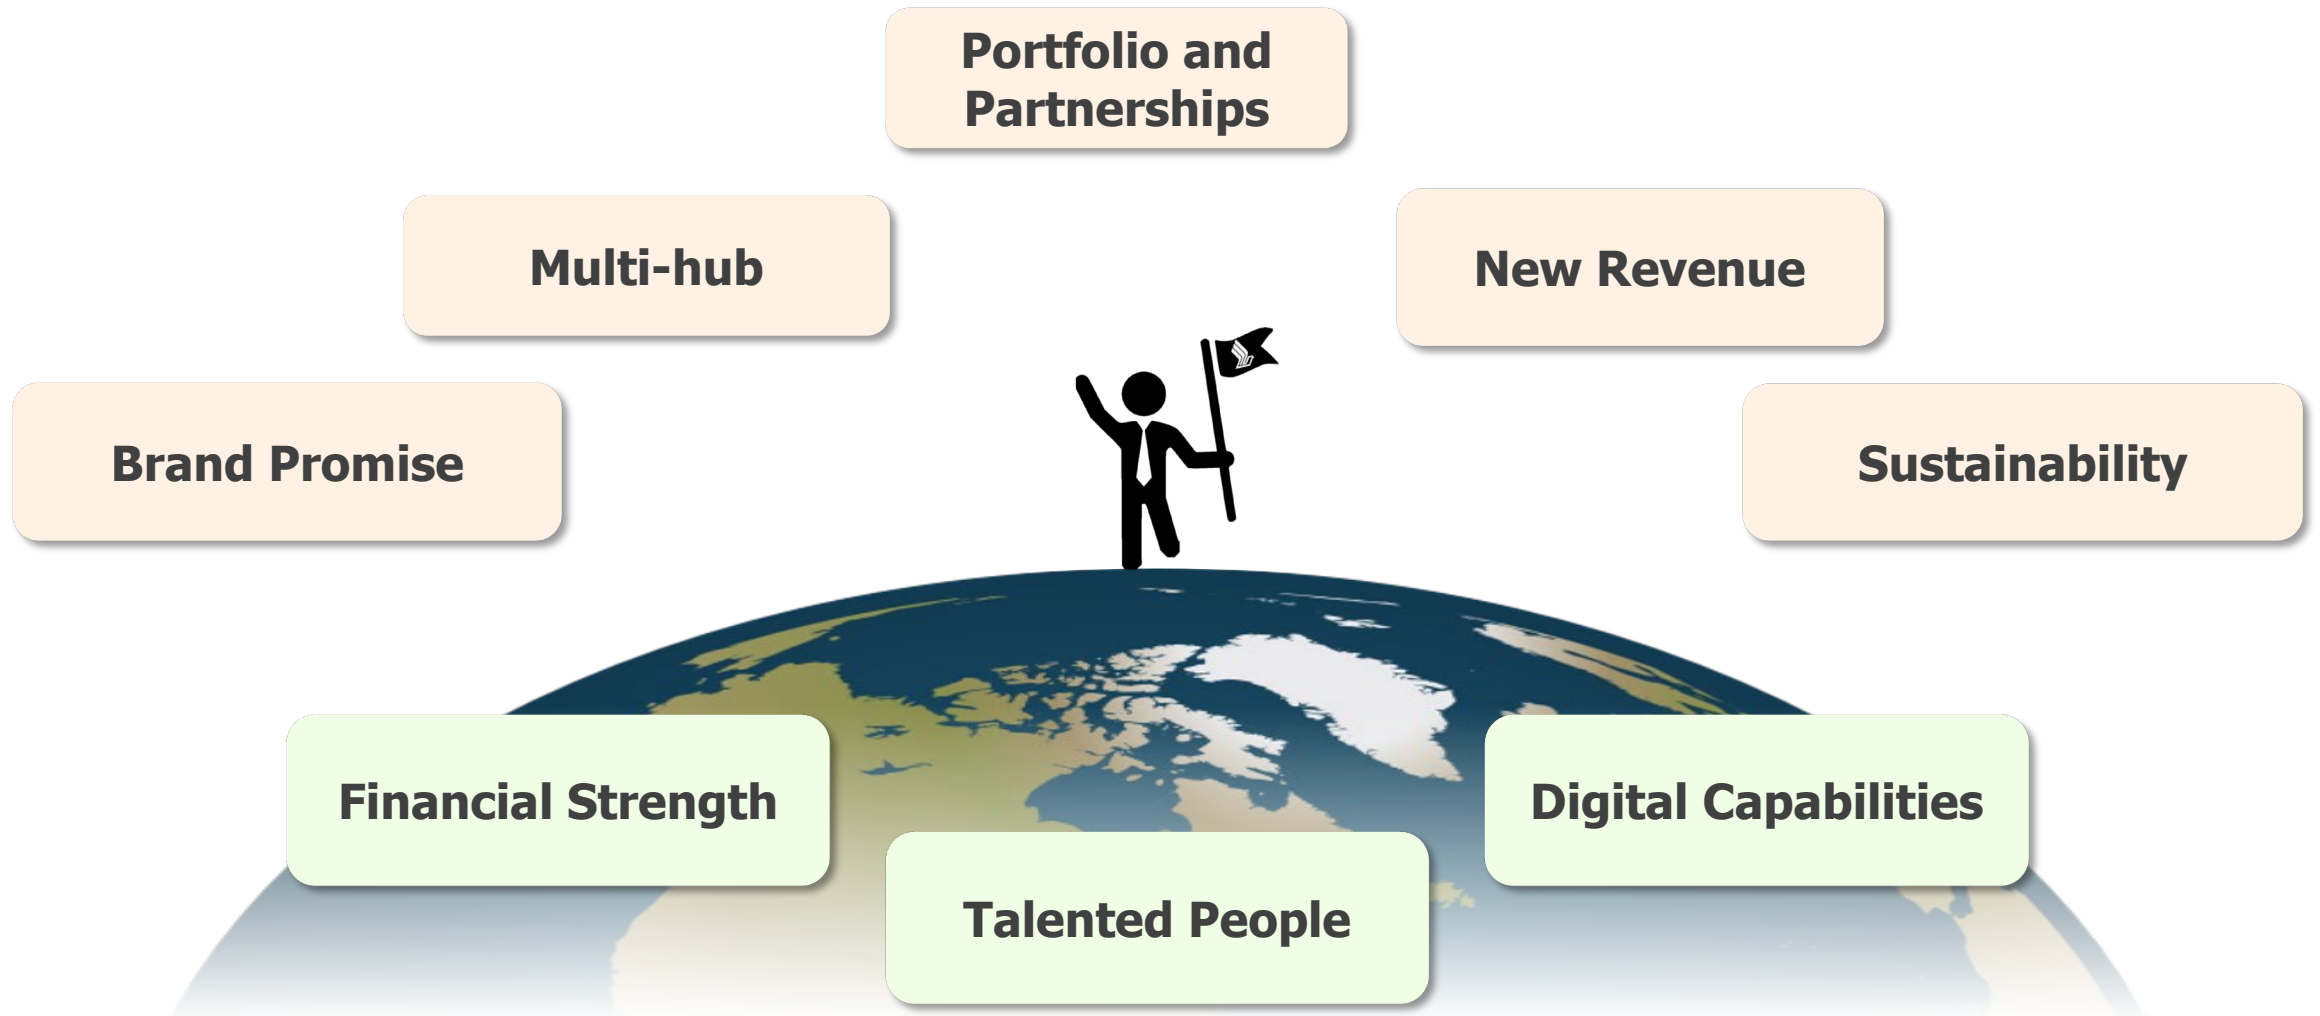 Portfolio and
Partnerships
Multi-hub
New Revenue
Brand Promise
Sustainability
Financial Strength
Digital Capabilities
Talented People